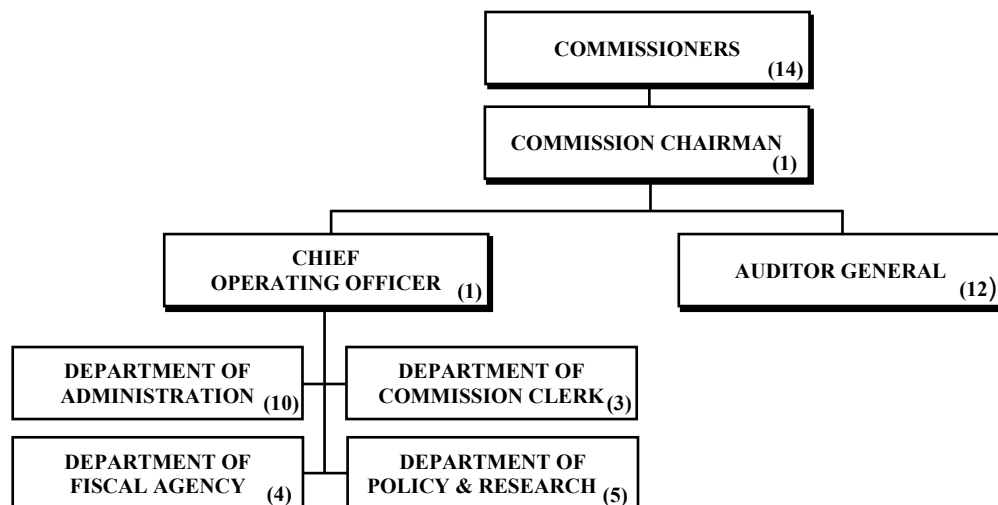 COMMISSIONERS
(14)
COMMISSION CHAIRMAN
(1)
CHIEF
OPERATING OFFICER (1)
AUDITOR GENERAL
(12)
DEPARTMENT OF
ADMINISTRATION (10)
DEPARTMENT OF
COMMISSION CLERK (3)
DEPARTMENT OF
FISCAL AGENCY (4)
DEPARTMENT OF
POLICY & RESEARCH (5)